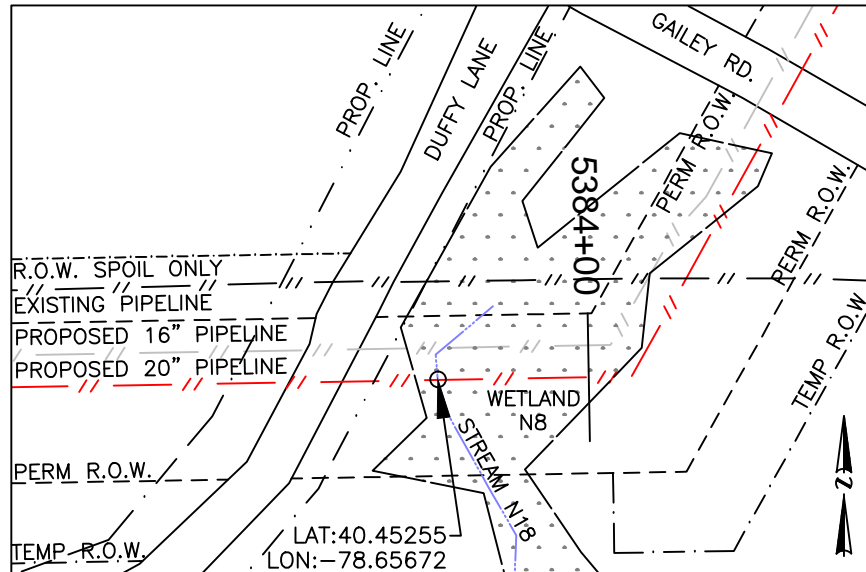 GAILEY RD.
PROP. LINE
DUFFY LANE
PROP. LINE
PERM R.O.W.
5384+00
PERM R.O.W.
R.O.W. SPOIL ONLY
EXISTING PIPELINE
PROPOSED 16" PIPELINE
PROPOSED 20" PIPELINE
TEMP R.O.W.
WETLAND
N8
STREAM N18
PERM R.O.W.
LAT:40.45255
LON:-78.65672
TEMP R.O.W.
N